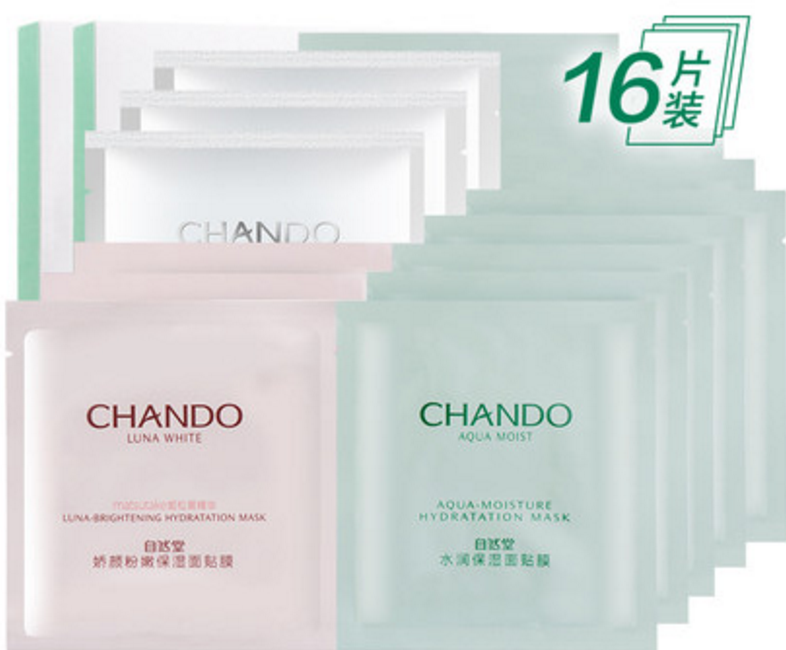 16片装
CHANDO
CHANDO
LUNA WHITE
matsutake
LUNA-BRIGHTENING HYDRATATION MASK
自然堂
娇颜粉嫩保湿面贴膜
CHANDO
AQUA MOIST
AQUA-MOISTURE
HYDRATATION MASK
自然堂
水润保湿面贴膜